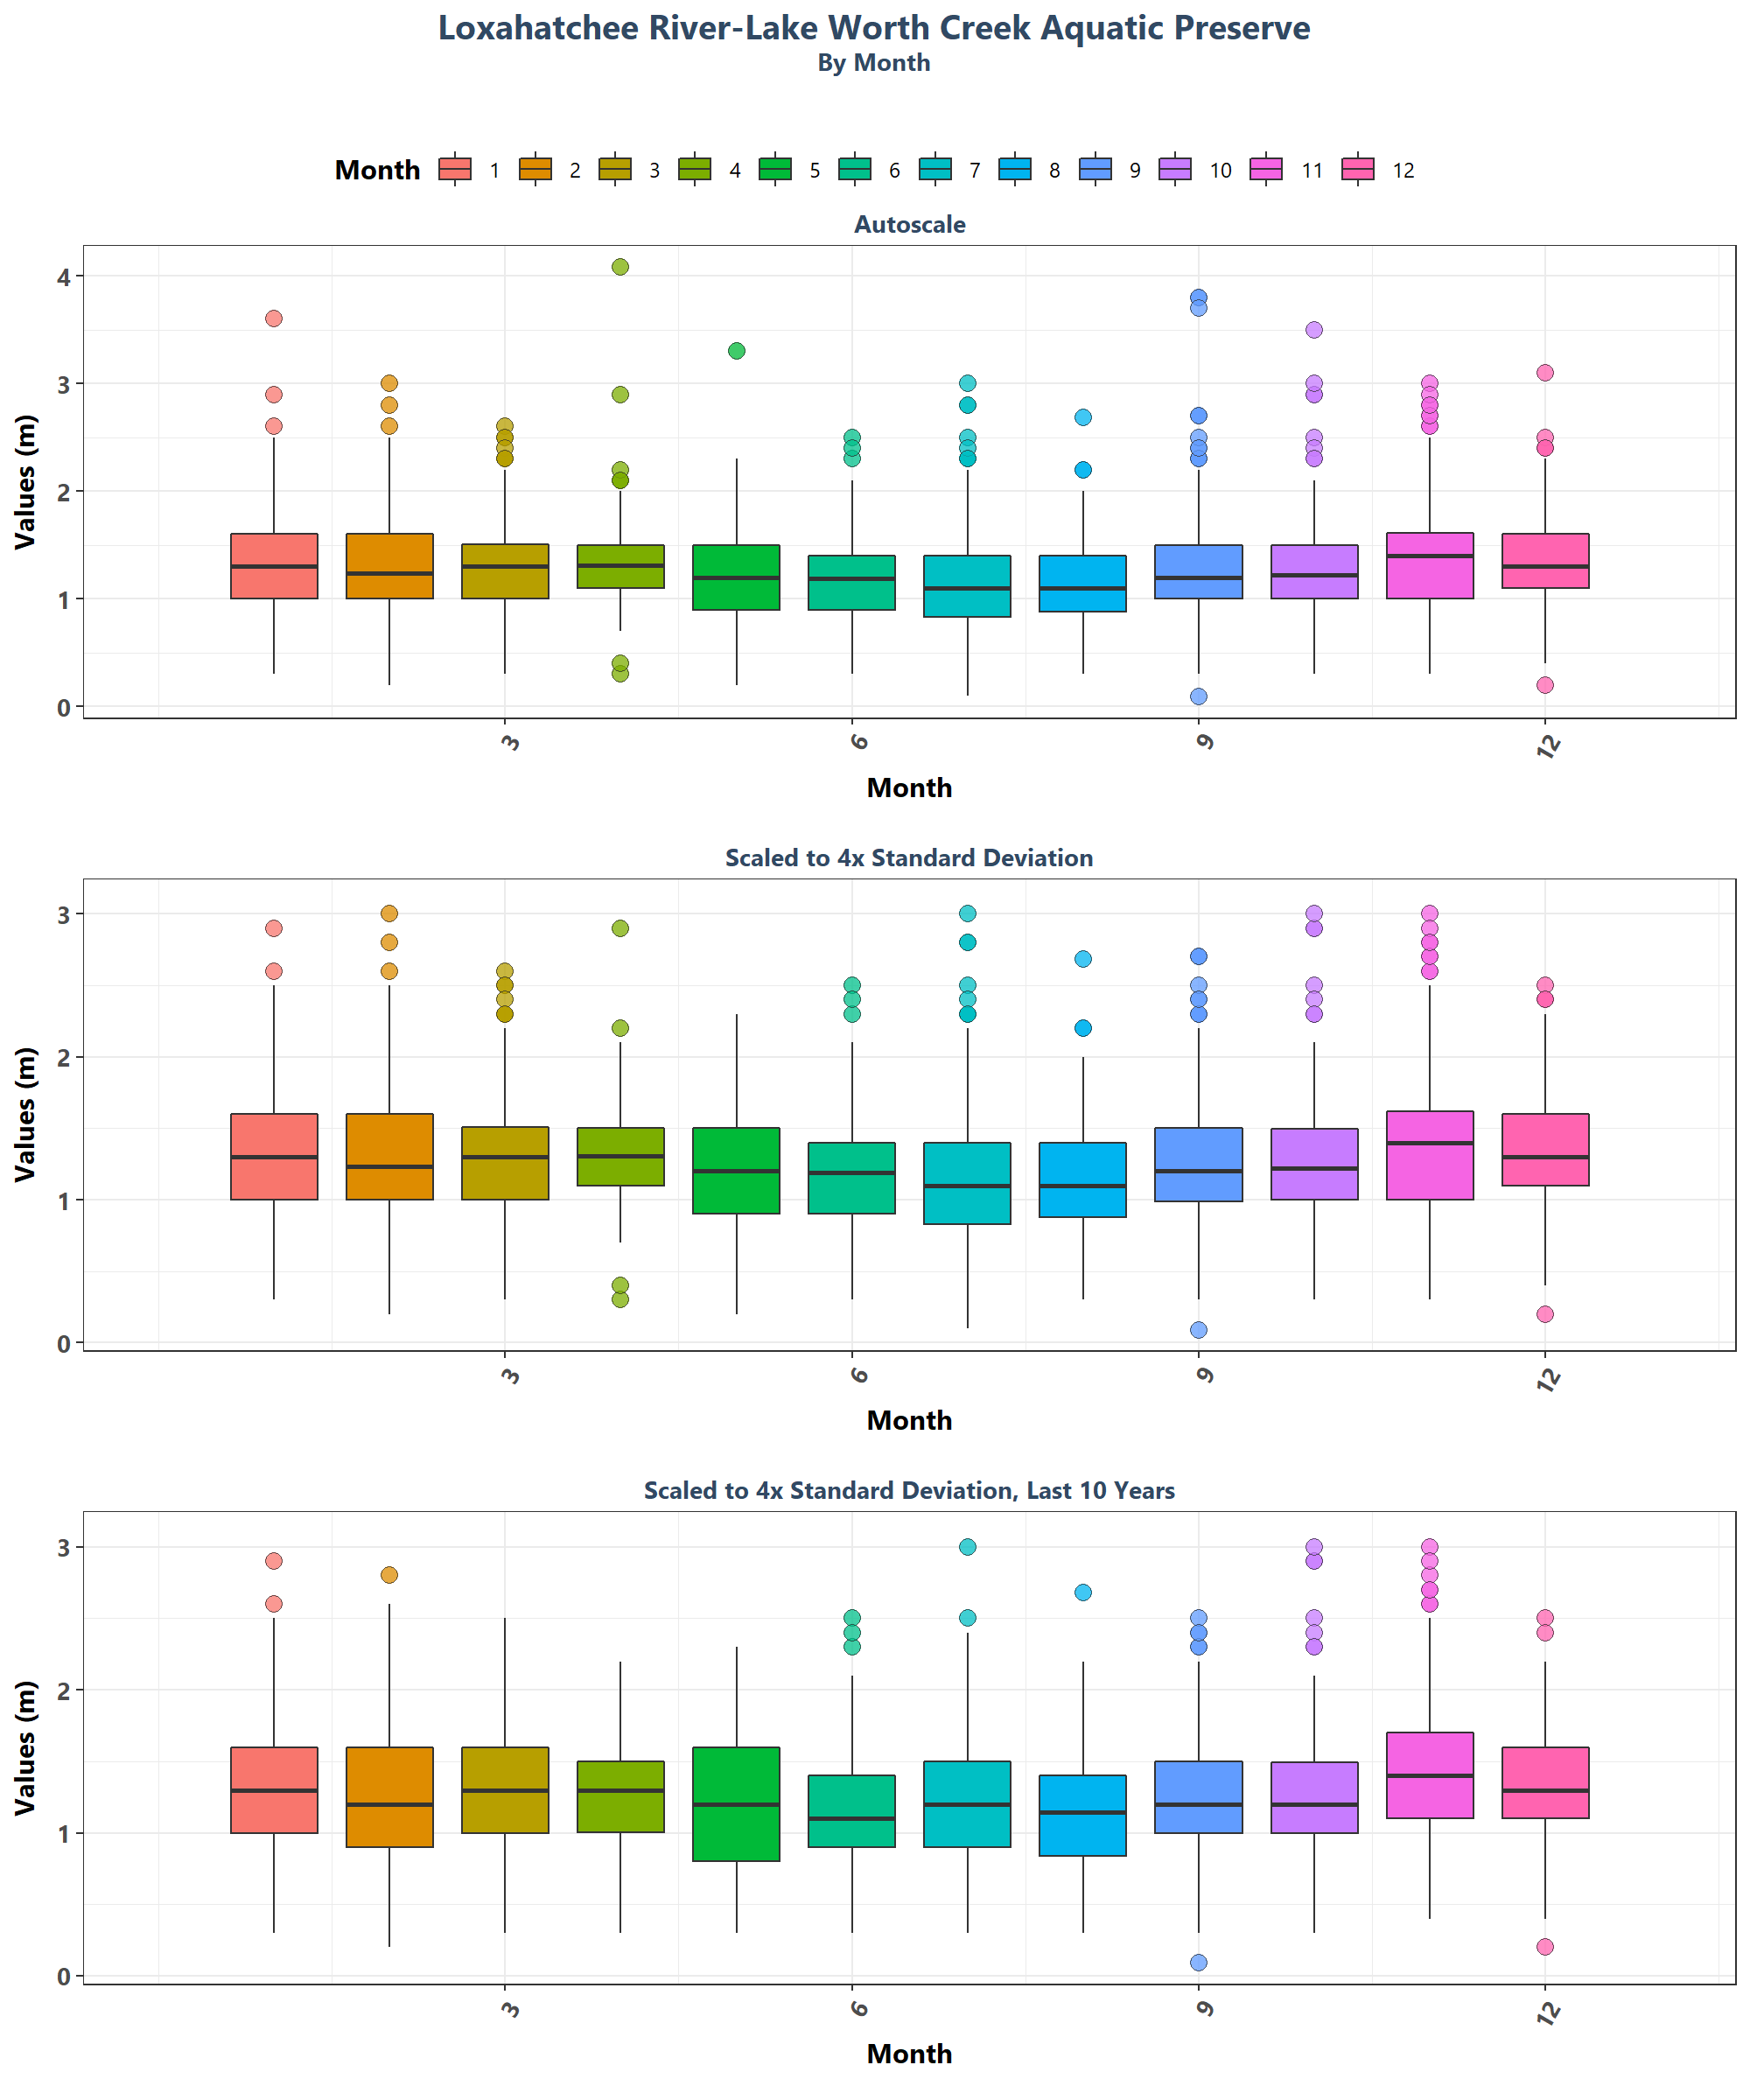 Loxahatchee River-Lake Worth Creek Aquatic Preserve
By Month
Month 1 2 3 4 5 6 7 8 9 10 11 12
Autoscale
Values (m)
4
3
2
1
0
3 6 9 12
Month
Scaled to 4x Standard Deviation
Values (m)
3
2
1
0
3 6 9 12
Month
Scaled to 4x Standard Deviation, Last 10 Years
Values (m)
3
2
1
0
3 6 9 12
Month